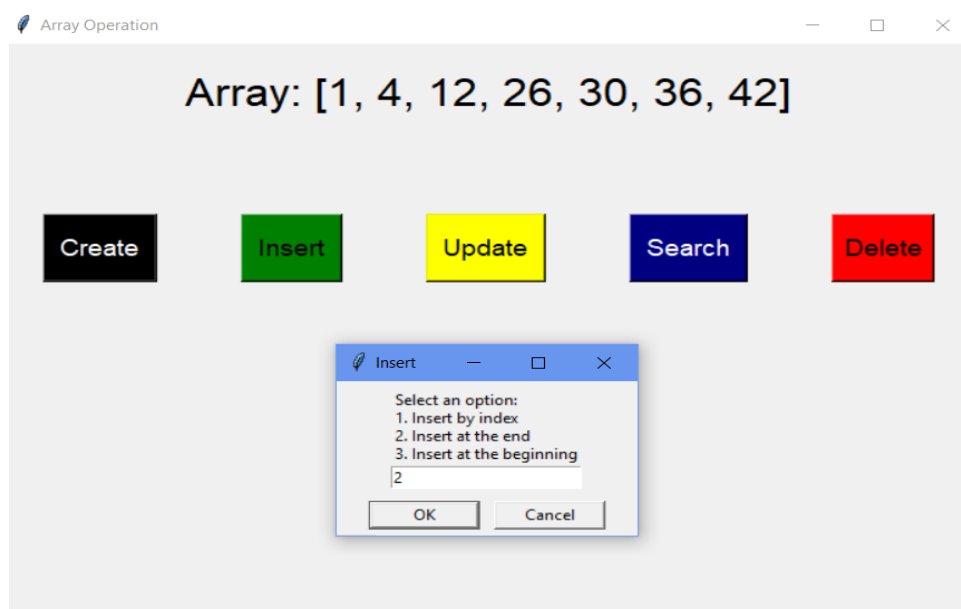 Array Operation
Array: [1, 4, 12, 26, 30, 36, 42]
Create Insert Update Search Delete
Insert
Select an option:
1. Insert by index
2. Insert at the end
3. Insert at the beginning
2
OK Cancel